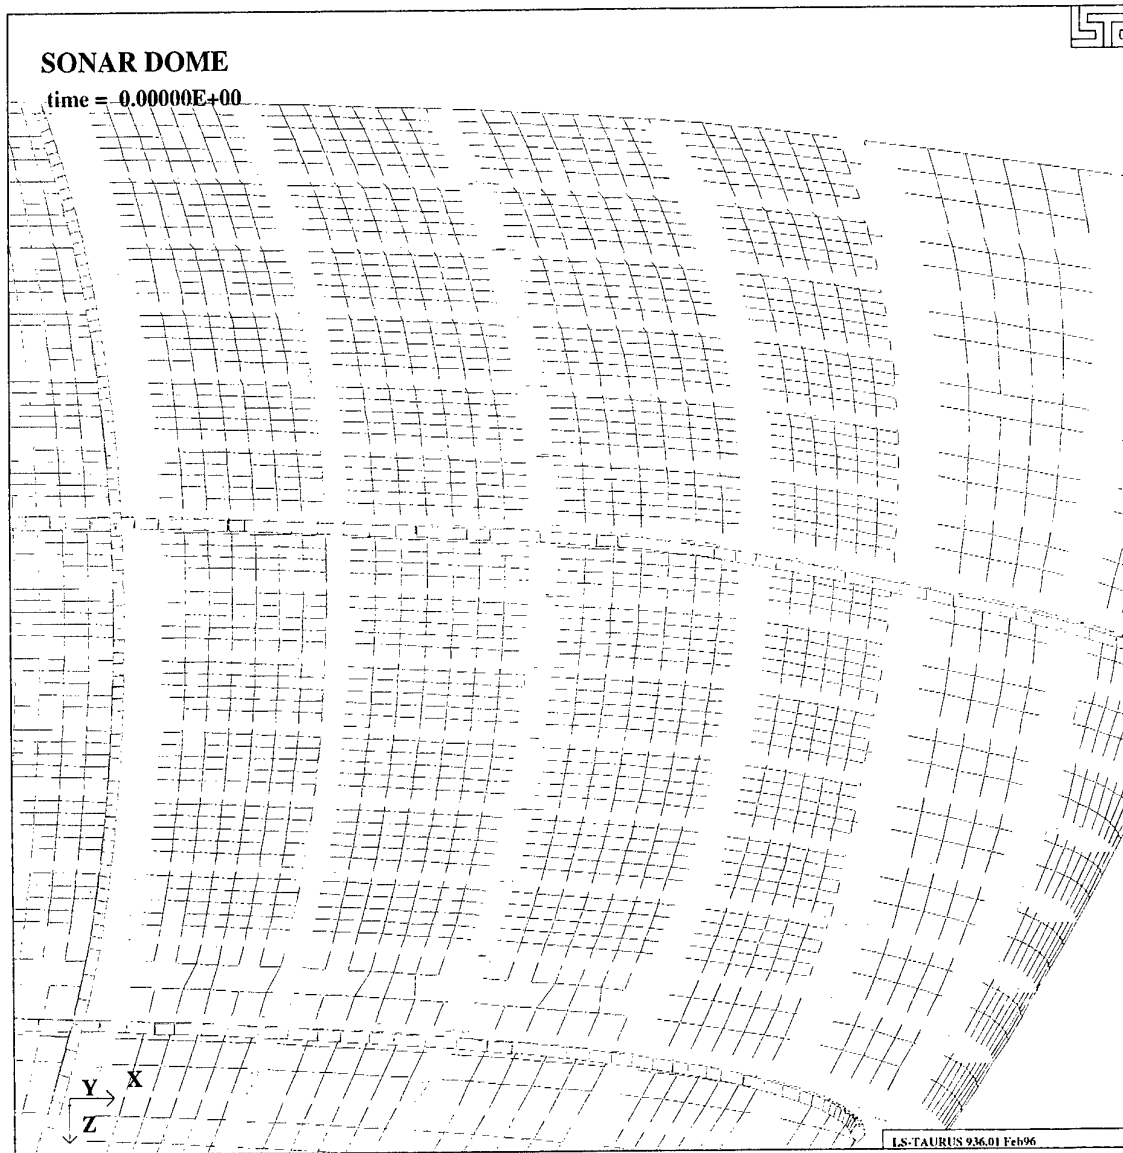 SONAR DOME
time = 0.00000E+00
Y X
Z
LS-TAURUS 936.01 Feb96